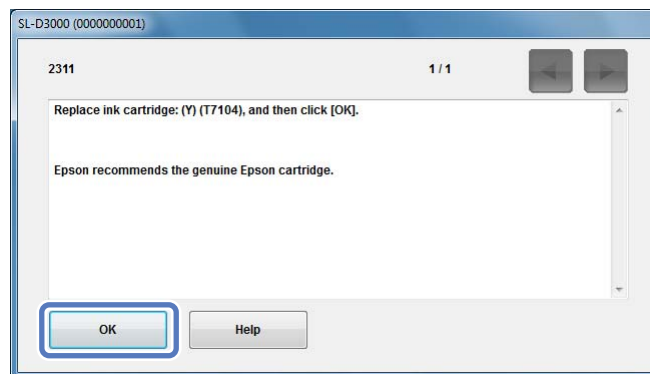 SL-D3000 (0000000001)
2311 1 / 1
Replace ink cartridge: (Y) (T7104), and then click [OK].
Epson recommends the genuine Epson cartridge.
OK Help